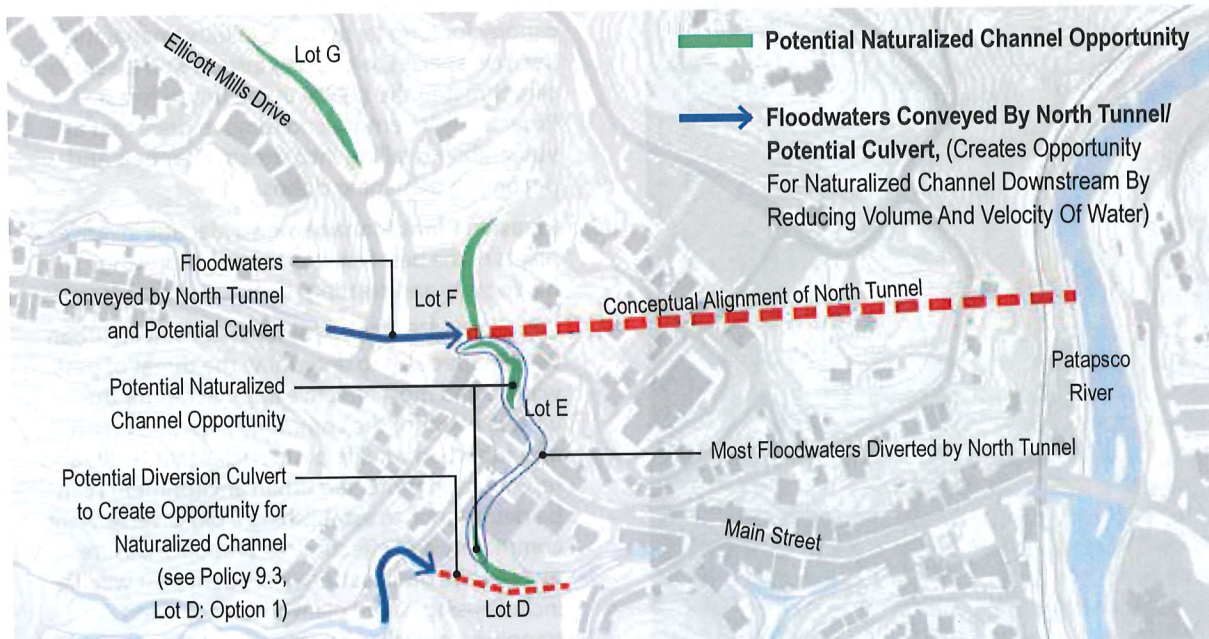 Ellicott Mills Drive
Lot G
Potential Naturalized Channel Opportunity
Floodwaters Conveyed By North Tunnel/
Potential Culvert, (Creates Opportunity
For Naturalized Channel Downstream By
Reducing Volume And Velocity Of Water)
Floodwaters
Conveyed by North Tunnel
and Potential Culvert
Lot F
Conceptual Alignment of North Tunnel
Patapsco
River
Potential Naturalized
Channel Opportunity
Lot E
Most Floodwaters Diverted by North Tunnel
Potential Diversion Culvert
to Create Opportunity for
Naturalized Channel
(see Policy 9.3,
Lot D: Option 1)
Main Street
Lot D